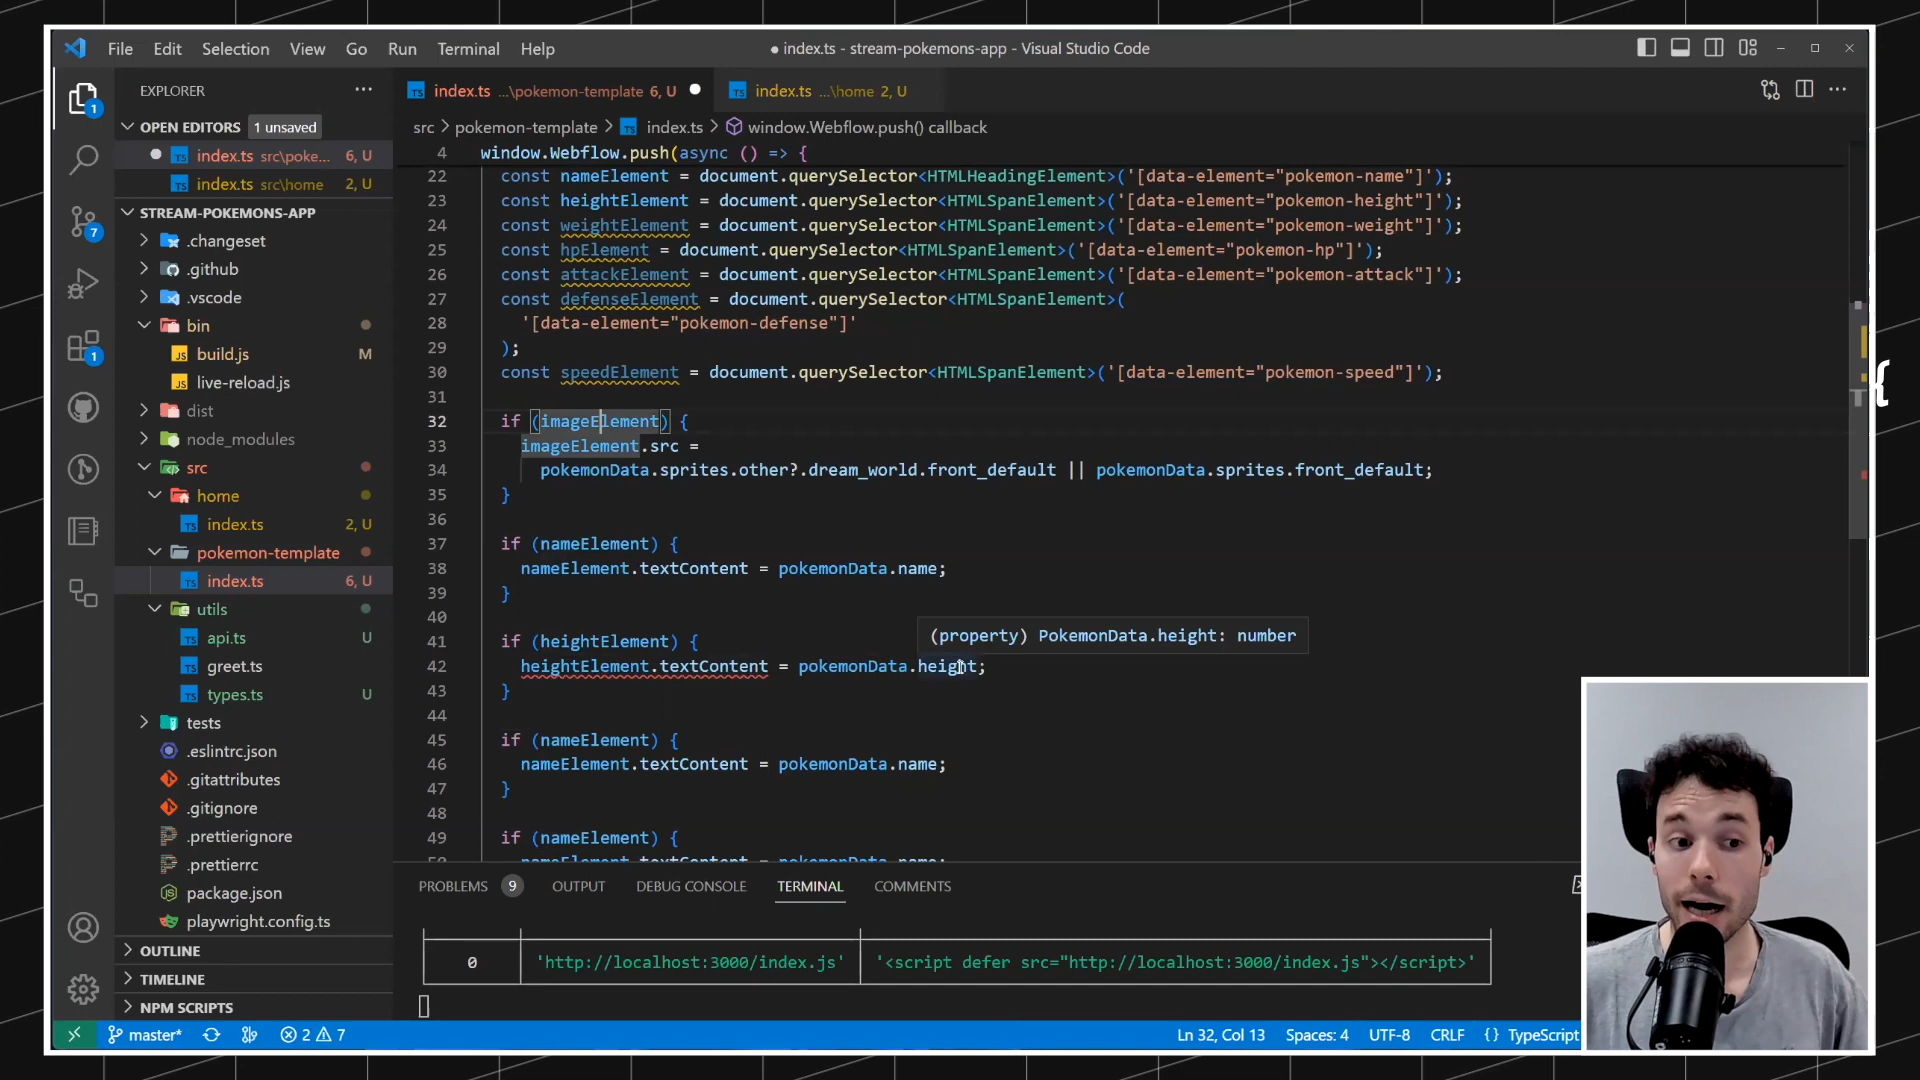 File Edit Selection View Go Run Terminal Help
● index.ts - stream-pokemons-app - Visual Studio Code
EXPLORER
OPEN EDITORS 1 unsaved
index.ts src\poke... 6, U
index.ts src\home 2, U
STREAM-POKEMONS-APP
.changeset
.github
.vscode
bin
build.js M
live-reload.js
dist
node_modules
src
home
index.ts 2, U
pokemon-template
index.ts 6, U
utils
api.ts U
greet.ts
types.ts U
tests
.eslintrc.json
.gitattributes
.gitignore
.prettierignore
.prettierrc
package.json
playwright.config.ts
OUTLINE
TIMELINE
NPM SCRIPTS
1
7
1
index.ts ...\pokemon-template 6, U
index.ts ...\home 2, U
src > pokemon-template > index.ts > window.Webflow.push() callback
4 window.Webflow.push(async () => {
22 const nameElement = document.querySelector<HTMLHeadingElement>('[data-element="pokemon-name"]');
23 const heightElement = document.querySelector<HTMLSpanElement>('[data-element="pokemon-height"]');
24 const weightElement = document.querySelector<HTMLSpanElement>('[data-element="pokemon-weight"]');
25 const hpElement = document.querySelector<HTMLSpanElement>('[data-element="pokemon-hp"]');
26 const attackElement = document.querySelector<HTMLSpanElement>('[data-element="pokemon-attack"]');
27 const defenseElement = document.querySelector<HTMLSpanElement>(
28 '[data-element="pokemon-defense"]'
29 );
30 const speedElement = document.querySelector<HTMLSpanElement>('[data-element="pokemon-speed"]');
31
32 if (imageElement) {
33 imageElement.src =
34 pokemonData.sprites.other?.dream_world.front_default || pokemonData.sprites.front_default;
35 }
36
37 if (nameElement) {
38 nameElement.textContent = pokemonData.name;
39 }
40
(property) PokemonData.height: number
41 if (heightElement) {
42 heightElement.textContent = pokemonData.height;
43 }
44
45 if (nameElement) {
46 nameElement.textContent = pokemonData.name;
47 }
48
49 if (nameElement) {
50 nameElement.textContent = pokemonData.name;
{
PROBLEMS 9 OUTPUT DEBUG CONSOLE TERMINAL COMMENTS
0 'http://localhost:3000/index.js' '<script defer src="http://localhost:3000/index.js"></script>'
master* 2 7 Ln 32, Col 13 Spaces: 4 UTF-8 CRLF {} TypeScript